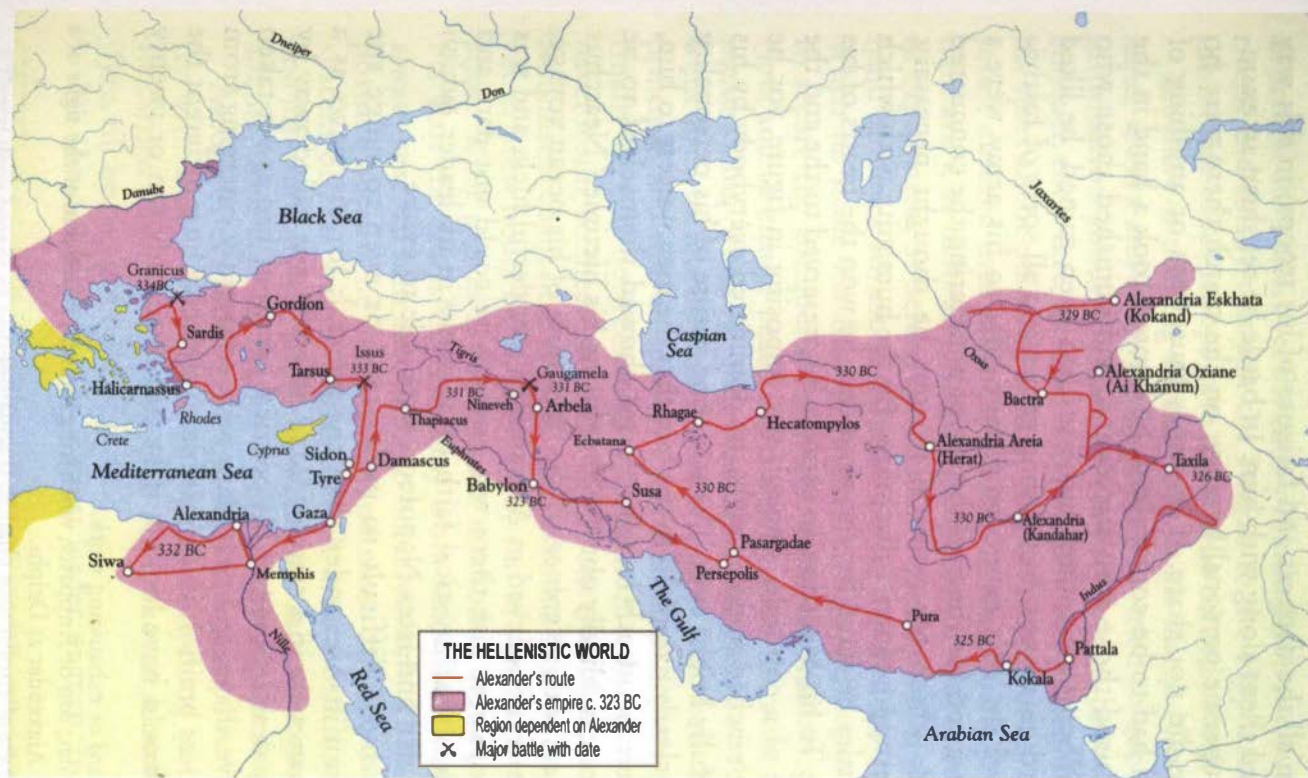 Dneiper
Don
Danube
Black Sea
Jaxartes
Granicus
334BC
Gordion
Sardis
Caspian
Sea
Alexandria Eskhata
(Kokand)
329 BC
Oxus
Issus
333 BC
Tigris
Gaugamela
331 BC
Tarsus
Halicarnassus
331 BC
Nineveh
330 BC
Alexandria Oxiane
(Ai Khanum)
Bactra
Rhodes
Thapiacus
Arbela
Rhagae
Hecatompylos
Crete
Cyprus
Euphrates
Ecbatana
Alexandria Areia
(Herat)
Mediterranean Sea
Sidon
Tyre
Damascus
Taxila
326 BC
Babylon
323 BC
Susa
330 BC
Alexandria
Gaza
330 BC
Alexandria
(Kandahar)
Siwa
332 BC
Memphis
Pasargadae
Persepolis
Indus
Nille
The Gulf
Pura
325 BC
Pattala
Kokala
Red Sea
Arabian Sea
THE HELLENISTIC WORLD
Alexander's route
Alexander's empire c. 323 BC
Region dependent on Alexander
Major battle with date